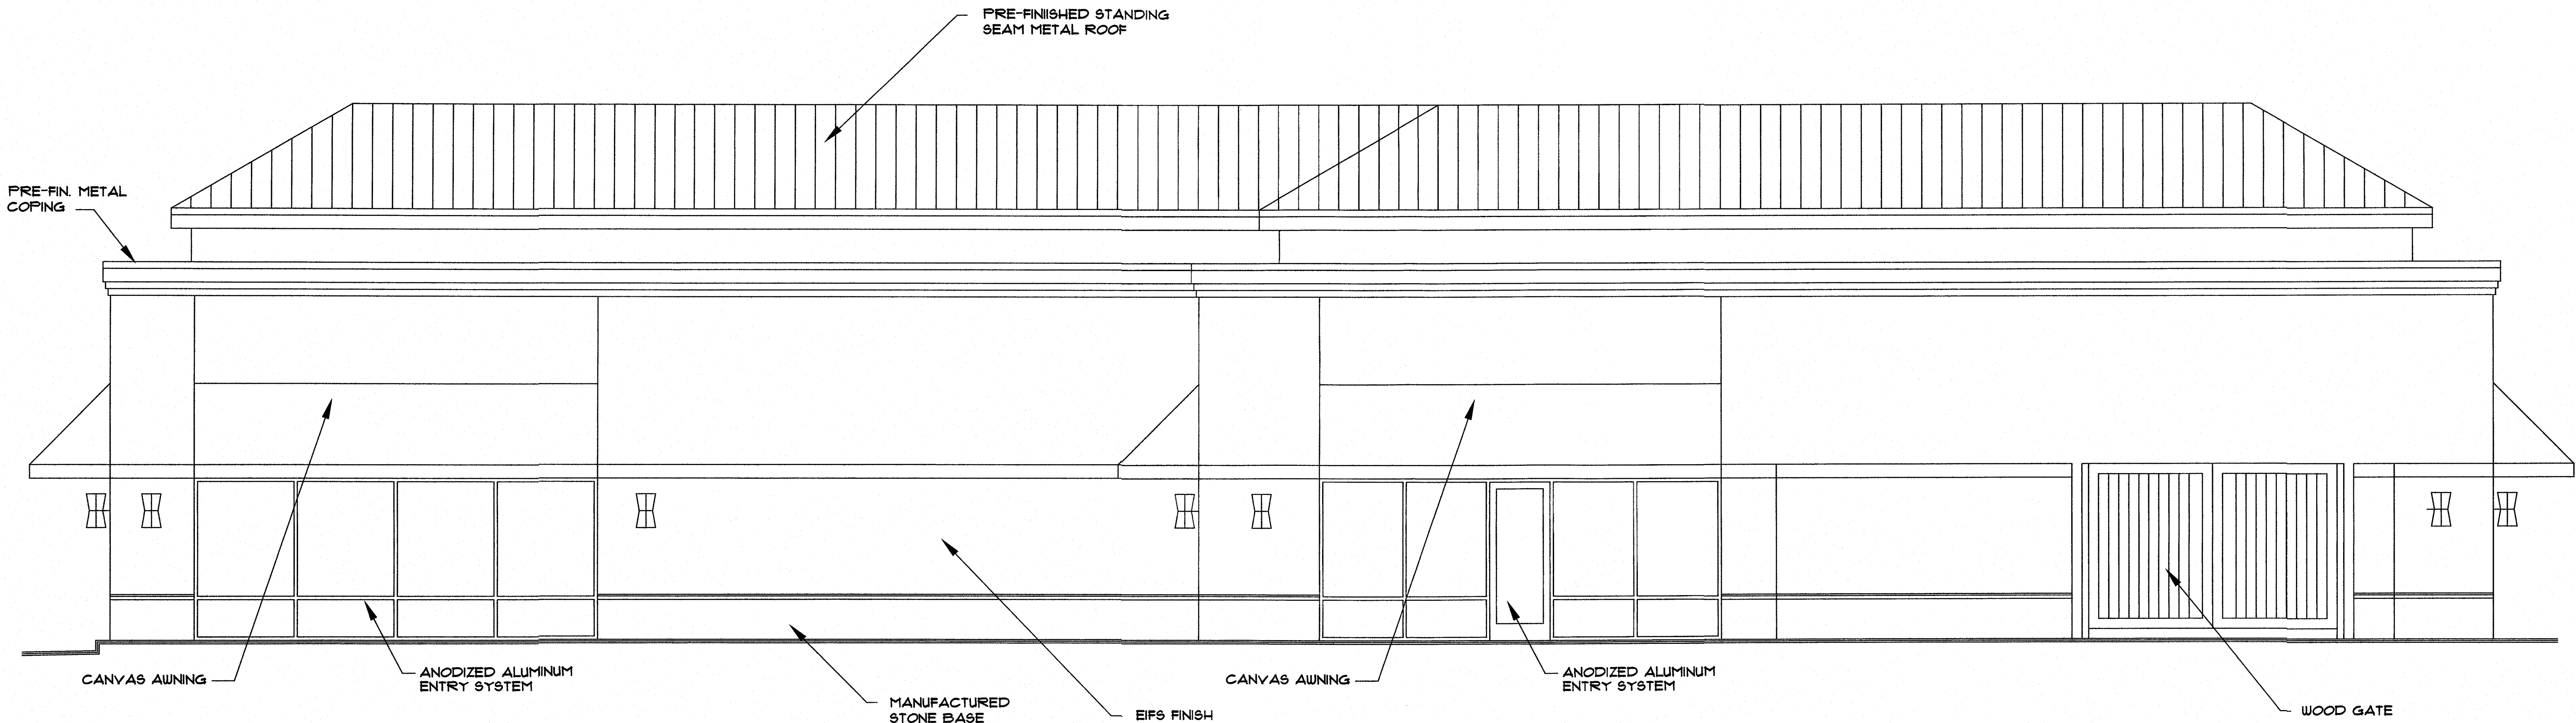 PRE-FINIISHED STANDING
SEAM METAL ROOF
PRE-FIN. METAL
COPING
CANVAS AWNING
ANODIZED ALUMINUM
ENTRY SYSTEM
MANUFACTURED
STONE BASE
EIFS FINISH
CANVAS AWNING
ANODIZED ALUMINUM
ENTRY SYSTEM
WOOD GATE